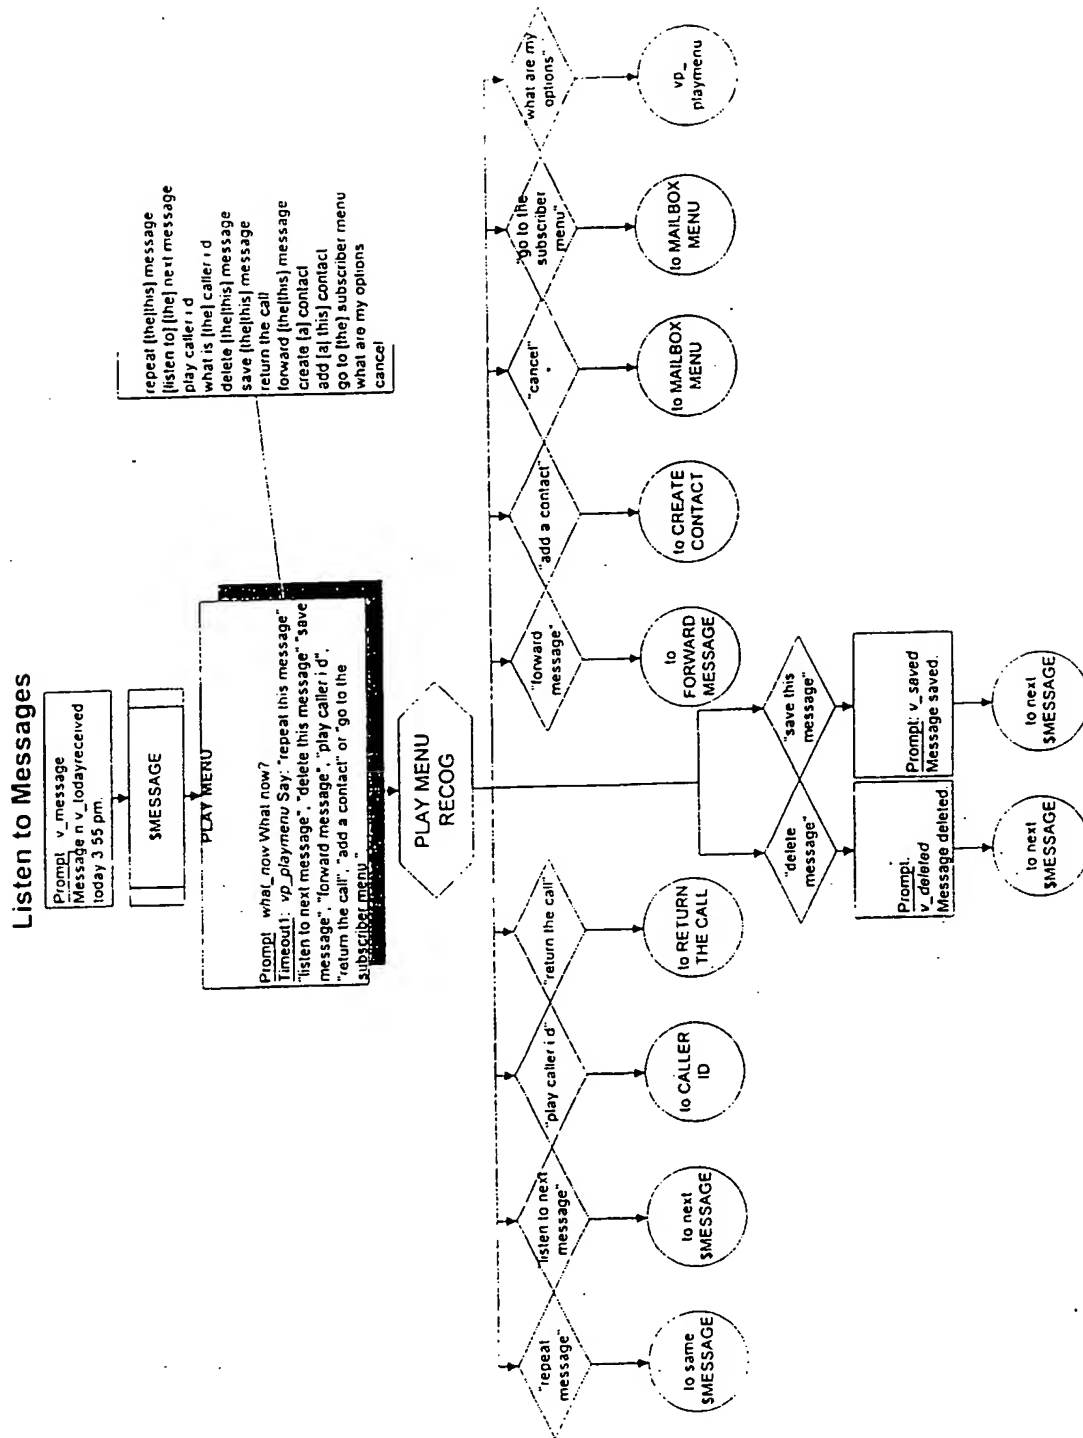 Listen to Messages
Prompt v_message
Message n v_todayreceived
today 3 55 pm.
$MESSAGE
PLAY MENU
Prompt what_now What now?
Timeout1: vp_playmenu Say: "repeat this message"
"listen to next message", "delete this message" "save
message", "forward message", "play caller i d",
"return the call", "add a contact" or "go to the
subscriber menu"
repeat [the|this] message
[listen to] [the] next message
play caller i d
what is [the] caller i d
delete [the|this] message
save [the|this] message
return the call
forward [the|this] message
create [a] contact
add [a| this] contact
go to [the] subscriber menu
what are my options
cancel
PLAY MENU
RECOG
"repeat
message"
"listen to next
message"
"play caller i d"
"return the call"
"forward
message"
"add a contact"
"cancel"
"go to the
subscriber
menu"
"what are my
options"
to same
$MESSAGE
to next
$MESSAGE
to CALLER
ID
to RETURN
THE CALL
to
FORWARD
MESSAGE
to CREATE
CONTACT
to MAILBOX
MENU
to MAILBOX
MENU
vp_
playmenu
"delete
message"
"save this
message"
Prompt.
v_deleted
Message deleted.
Prompt: v_saved
Message saved.
to next
$MESSAGE
to next
$MESSAGE